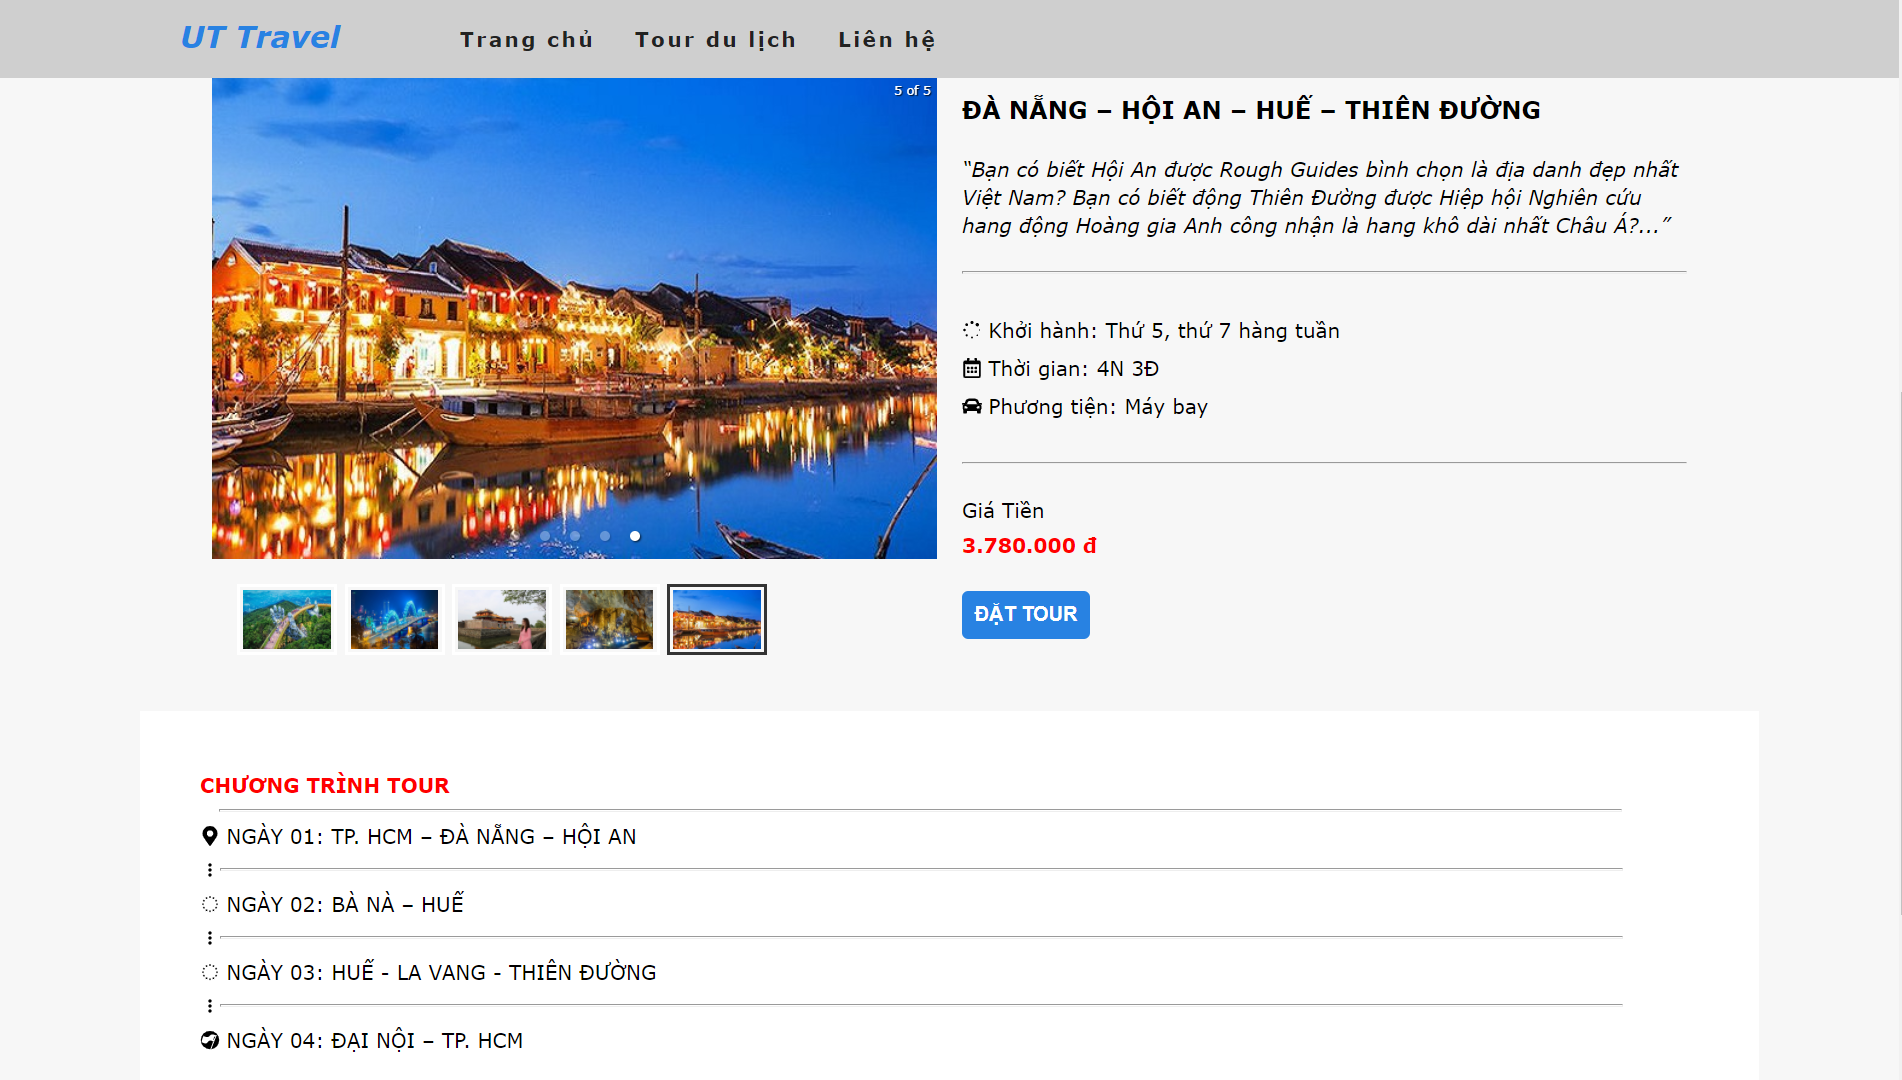 UT Travel
Trang chủ
Tour du lịch
Liên hệ
5 of 5
ĐÀ NẴNG – HỘI AN – HUẾ – THIÊN ĐƯỜNG
“Bạn có biết Hội An được Rough Guides bình chọn là địa danh đẹp nhất
Việt Nam? Bạn có biết động Thiên Đường được Hiệp hội Nghiên cứu
hang động Hoàng gia Anh công nhận là hang khô dài nhất Châu Á?...”
Khởi hành: Thứ 5, thứ 7 hàng tuần
Thời gian: 4N 3Đ
Phương tiện: Máy bay
Giá Tiền
3.780.000 đ
ĐẶT TOUR
CHƯƠNG TRÌNH TOUR
NGÀY 01: TP. HCM – ĐÀ NẴNG – HỘI AN
NGÀY 02: BÀ NÀ – HUẾ
NGÀY 03: HUẾ - LA VANG - THIÊN ĐƯỜNG
NGÀY 04: ĐẠI NỘI – TP. HCM